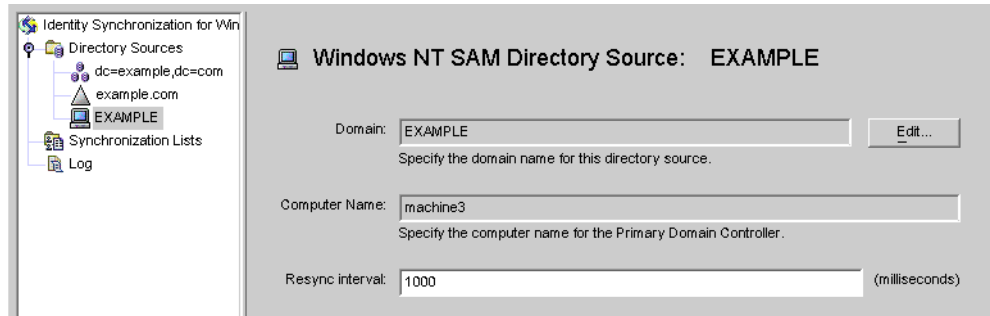 Identity Synchronization for Win
Directory Sources
dc=example,dc=com
example.com
EXAMPLE
Synchronization Lists
Log
Windows NT SAM Directory Source: EXAMPLE
Domain: EXAMPLE Edit...
Specify the domain name for this directory source.
Computer Name: machine3
Specify the computer name for the Primary Domain Controller.
Resync interval: 1000 (milliseconds)